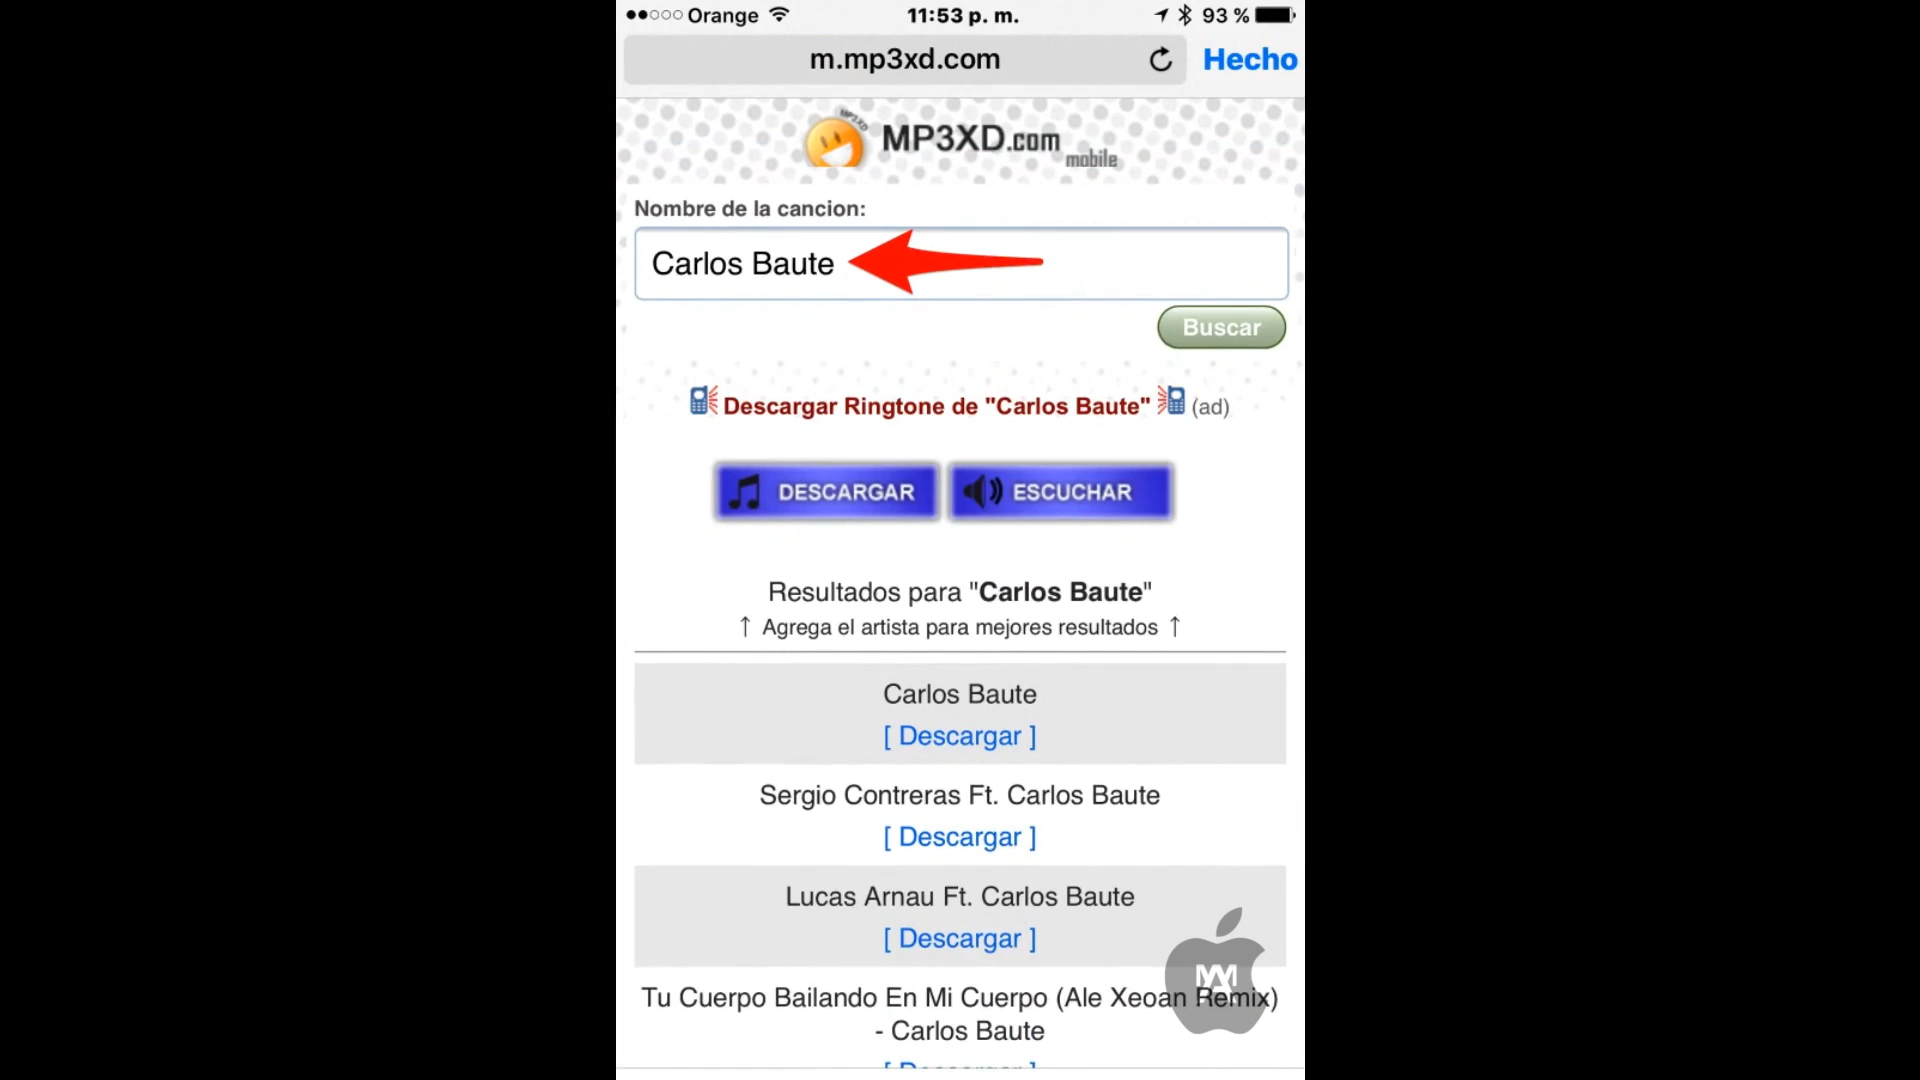 Orange 11:53 p. m. 93 %
m.mp3xd.com Hecho
MP3XD
MP3XD.com mobile
Nombre de la cancion:
Carlos Baute
Buscar
Descargar Ringtone de "Carlos Baute" (ad)
DESCARGAR ESCUCHAR
Resultados para "Carlos Baute"
↑ Agrega el artista para mejores resultados ↑
Carlos Baute
[ Descargar ]
Sergio Contreras Ft. Carlos Baute
[ Descargar ]
Lucas Arnau Ft. Carlos Baute
[ Descargar ]
Tu Cuerpo Bailando En Mi Cuerpo (Ale Xeoan Remix)
- Carlos Baute